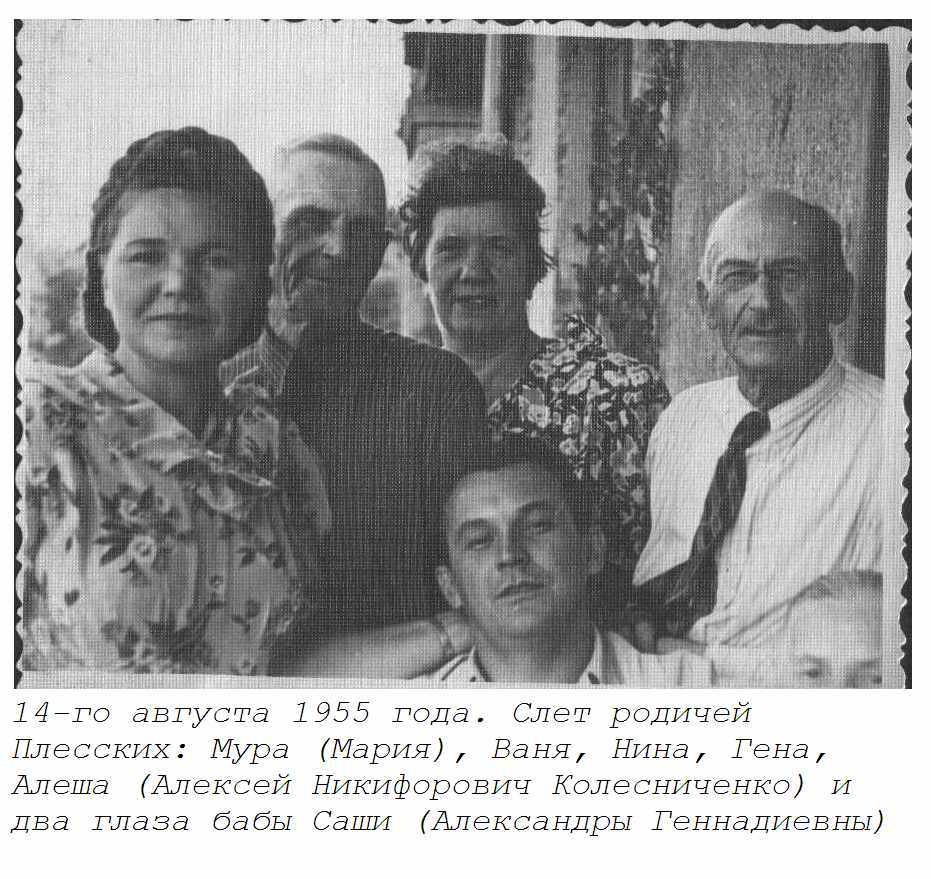 14-го августа 1955 года. Слет родичей
Плесских: Мура (Мария), Ваня, Нина, Гена,
Алеша (Алексей Никифорович Колесниченко) и
два глаза бабы Саши (Александры Геннадиевны)